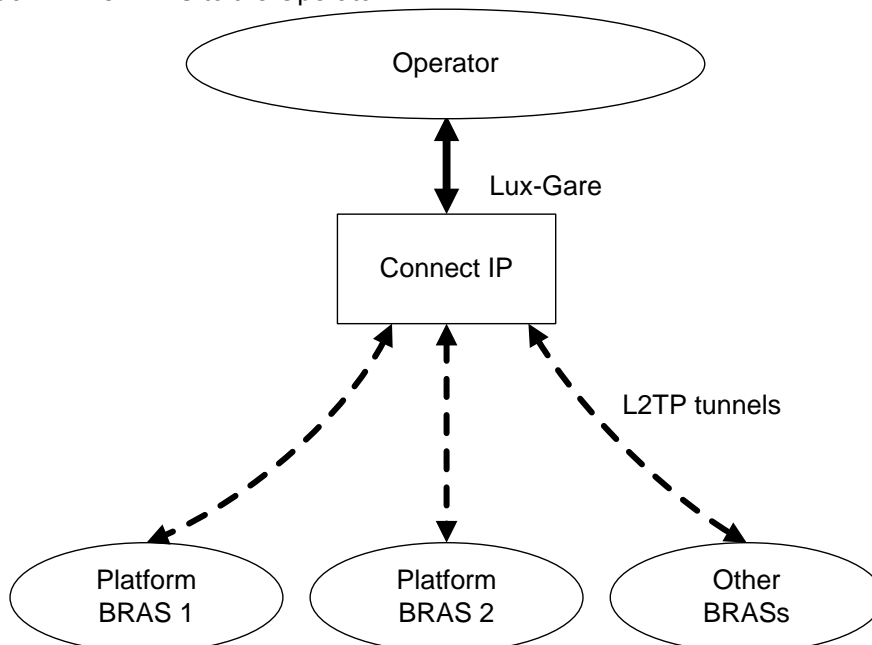 Operator
Lux-Gare
Connect IP
L2TP tunnels
Platform
BRAS 1
Platform
BRAS 2
Other
BRASs